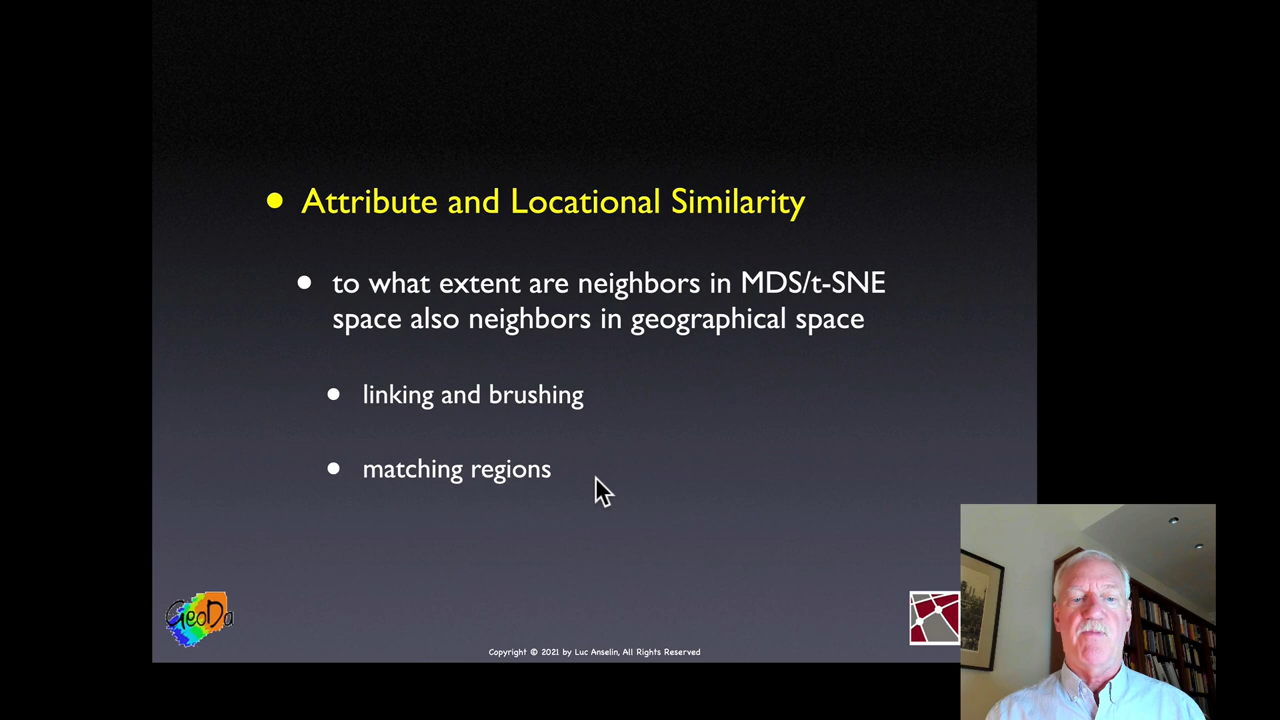 Attribute and Locational Similarity
to what extent are neighbors in MDS/t-SNE
space also neighbors in geographical space
linking and brushing
matching regions
GeoDa
Copyright © 2021 by Luc Anselin, All Rights Reserved